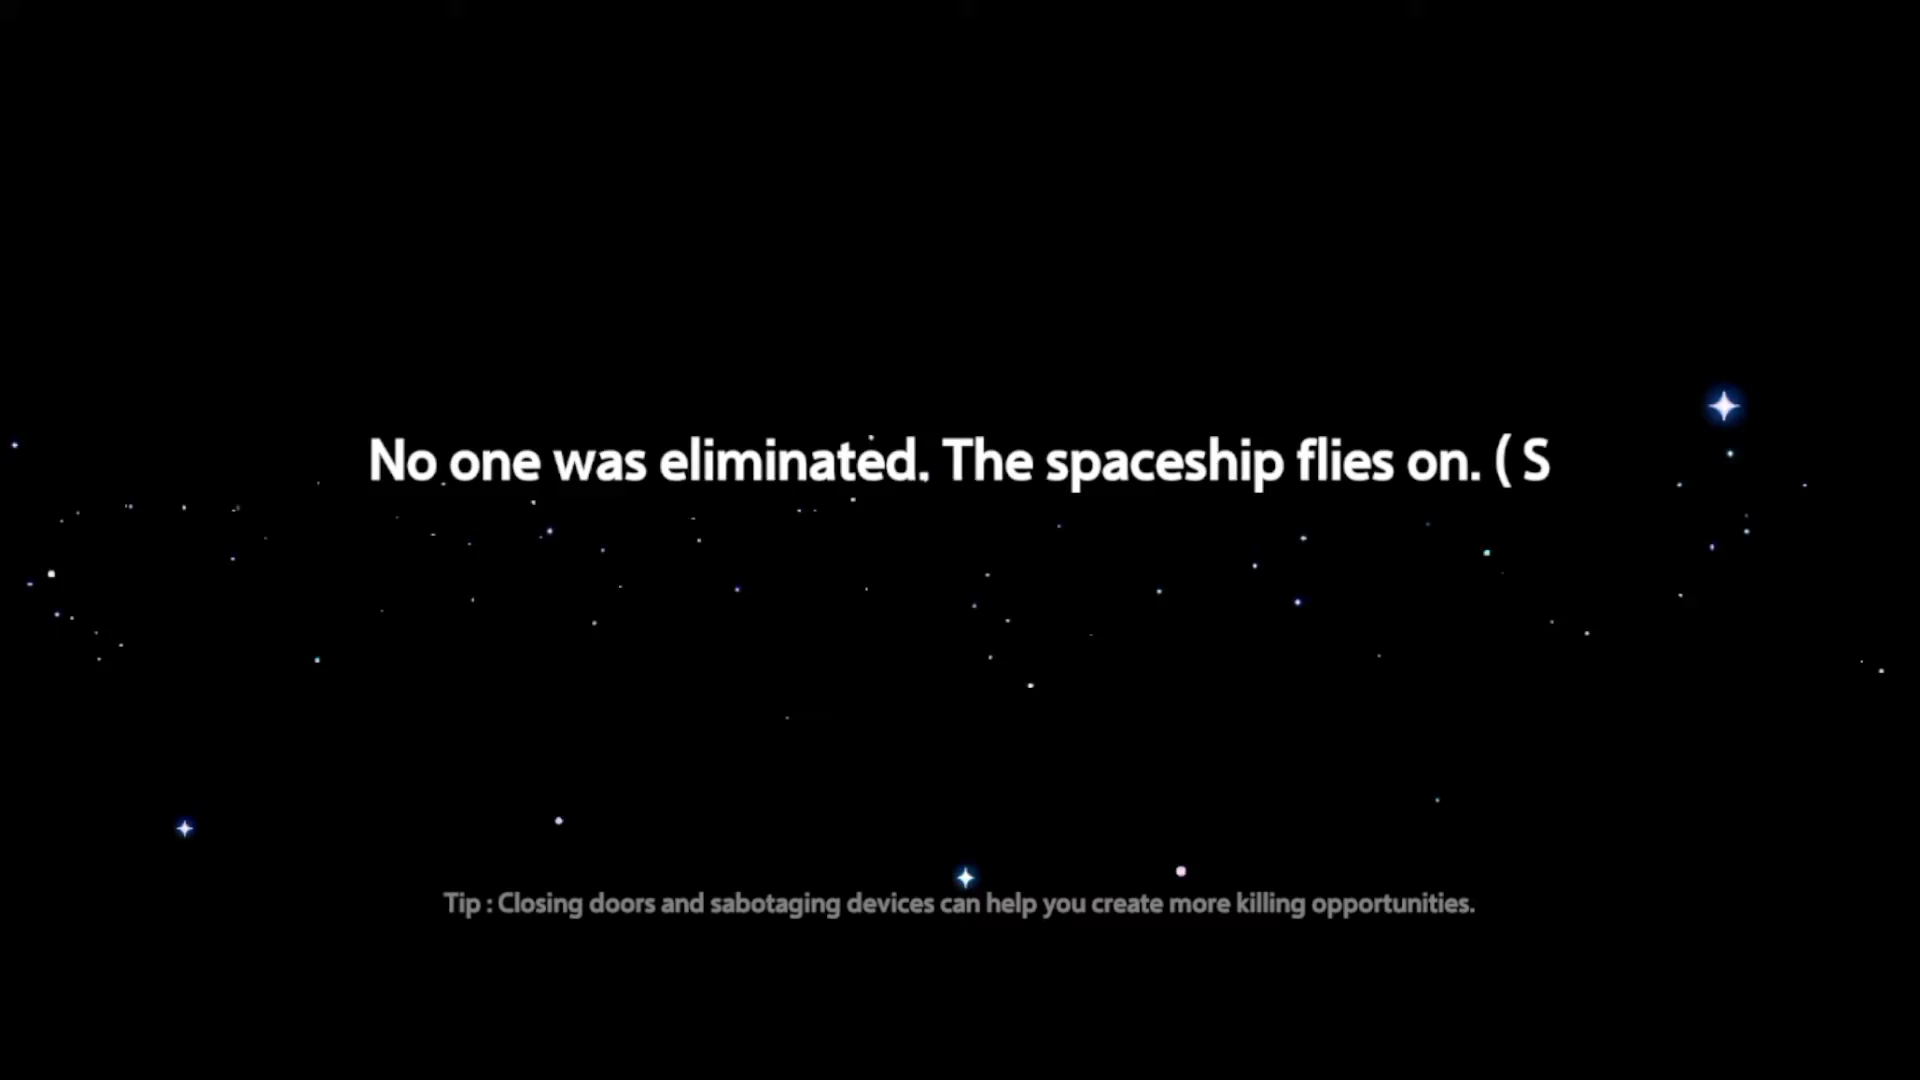 No one was eliminated. The spaceship flies on. ( S
Tip : Closing doors and sabotaging devices can help you create more killing opportunities.